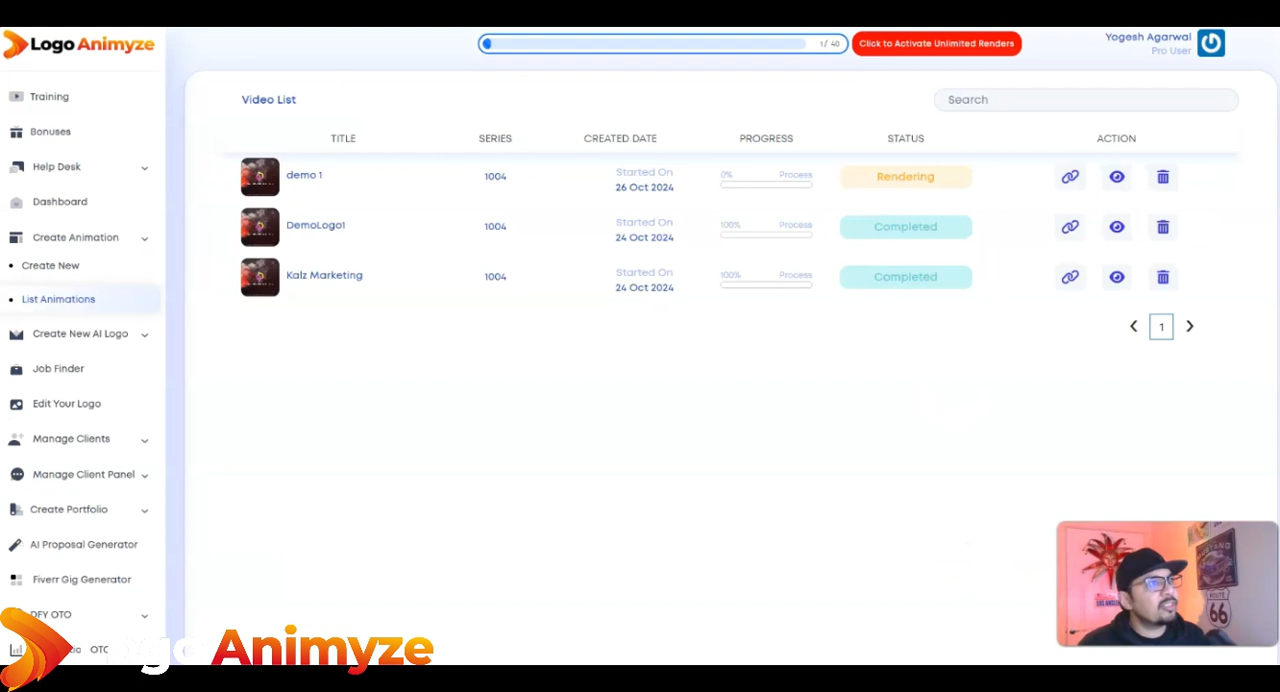 Logo Animyze
1/ 40
Click to Activate Unlimited Renders
Yogesh Agarwal
Pro User
Training
Bonuses
Help Desk
Dashboard
Create Animation
Create New
List Animations
Create New AI Logo
Job Finder
Edit Your Logo
Manage Clients
Manage Client Panel
Create Portfolio
AI Proposal Generator
Fiverr Gig Generator
DFY OTO
Video List
Search
TITLE SERIES CREATED DATE PROGRESS STATUS ACTION
demo 1 1004 Started On 26 Oct 2024 0% Process Rendering
DemoLogo1 1004 Started On 24 Oct 2024 100% Process Completed
Kalz Marketing 1004 Started On 24 Oct 2024 100% Process Completed
1
MUSTANG
ROUTE
66
Logo Animyze